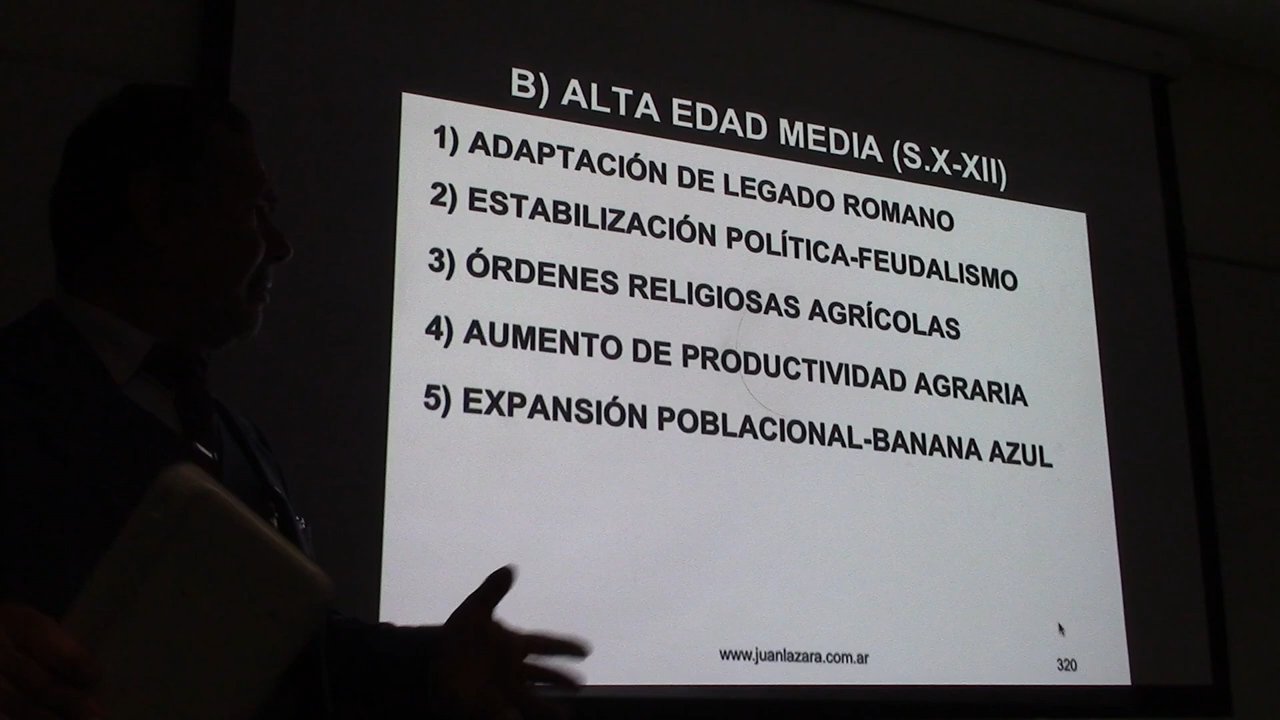 B) ALTA EDAD MEDIA (S.X-XII)
1) ADAPTACIÓN DE LEGADO ROMANO
2) ESTABILIZACIÓN POLÍTICA-FEUDALISMO
3) ÓRDENES RELIGIOSAS AGRÍCOLAS
4) AUMENTO DE PRODUCTIVIDAD AGRARIA
5) EXPANSIÓN POBLACIONAL-BANANA AZUL
www.juanlazara.com.ar
320